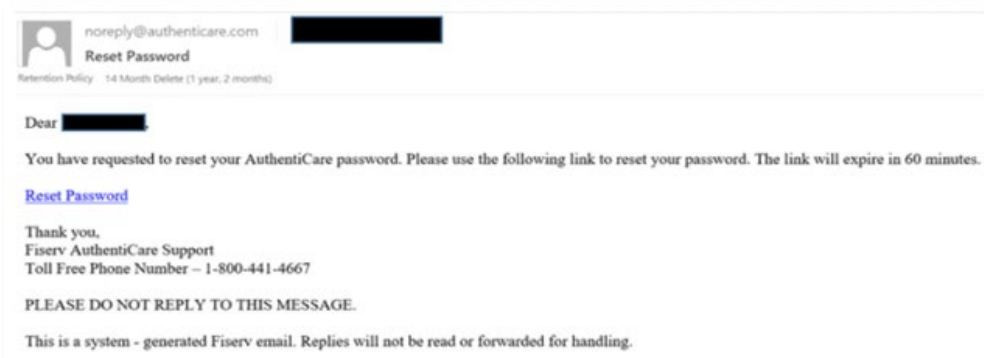 noreply@authenticare.com
Reset Password
Retention Policy 14 Month Delete (1 year, 2 months)
Dear ,
You have requested to reset your AuthentiCare password. Please use the following link to reset your password. The link will expire in 60 minutes.
Reset Password
Thank you,
Fiserv AuthentiCare Support
Toll Free Phone Number – 1-800-441-4667
PLEASE DO NOT REPLY TO THIS MESSAGE.
This is a system - generated Fiserv email. Replies will not be read or forwarded for handling.